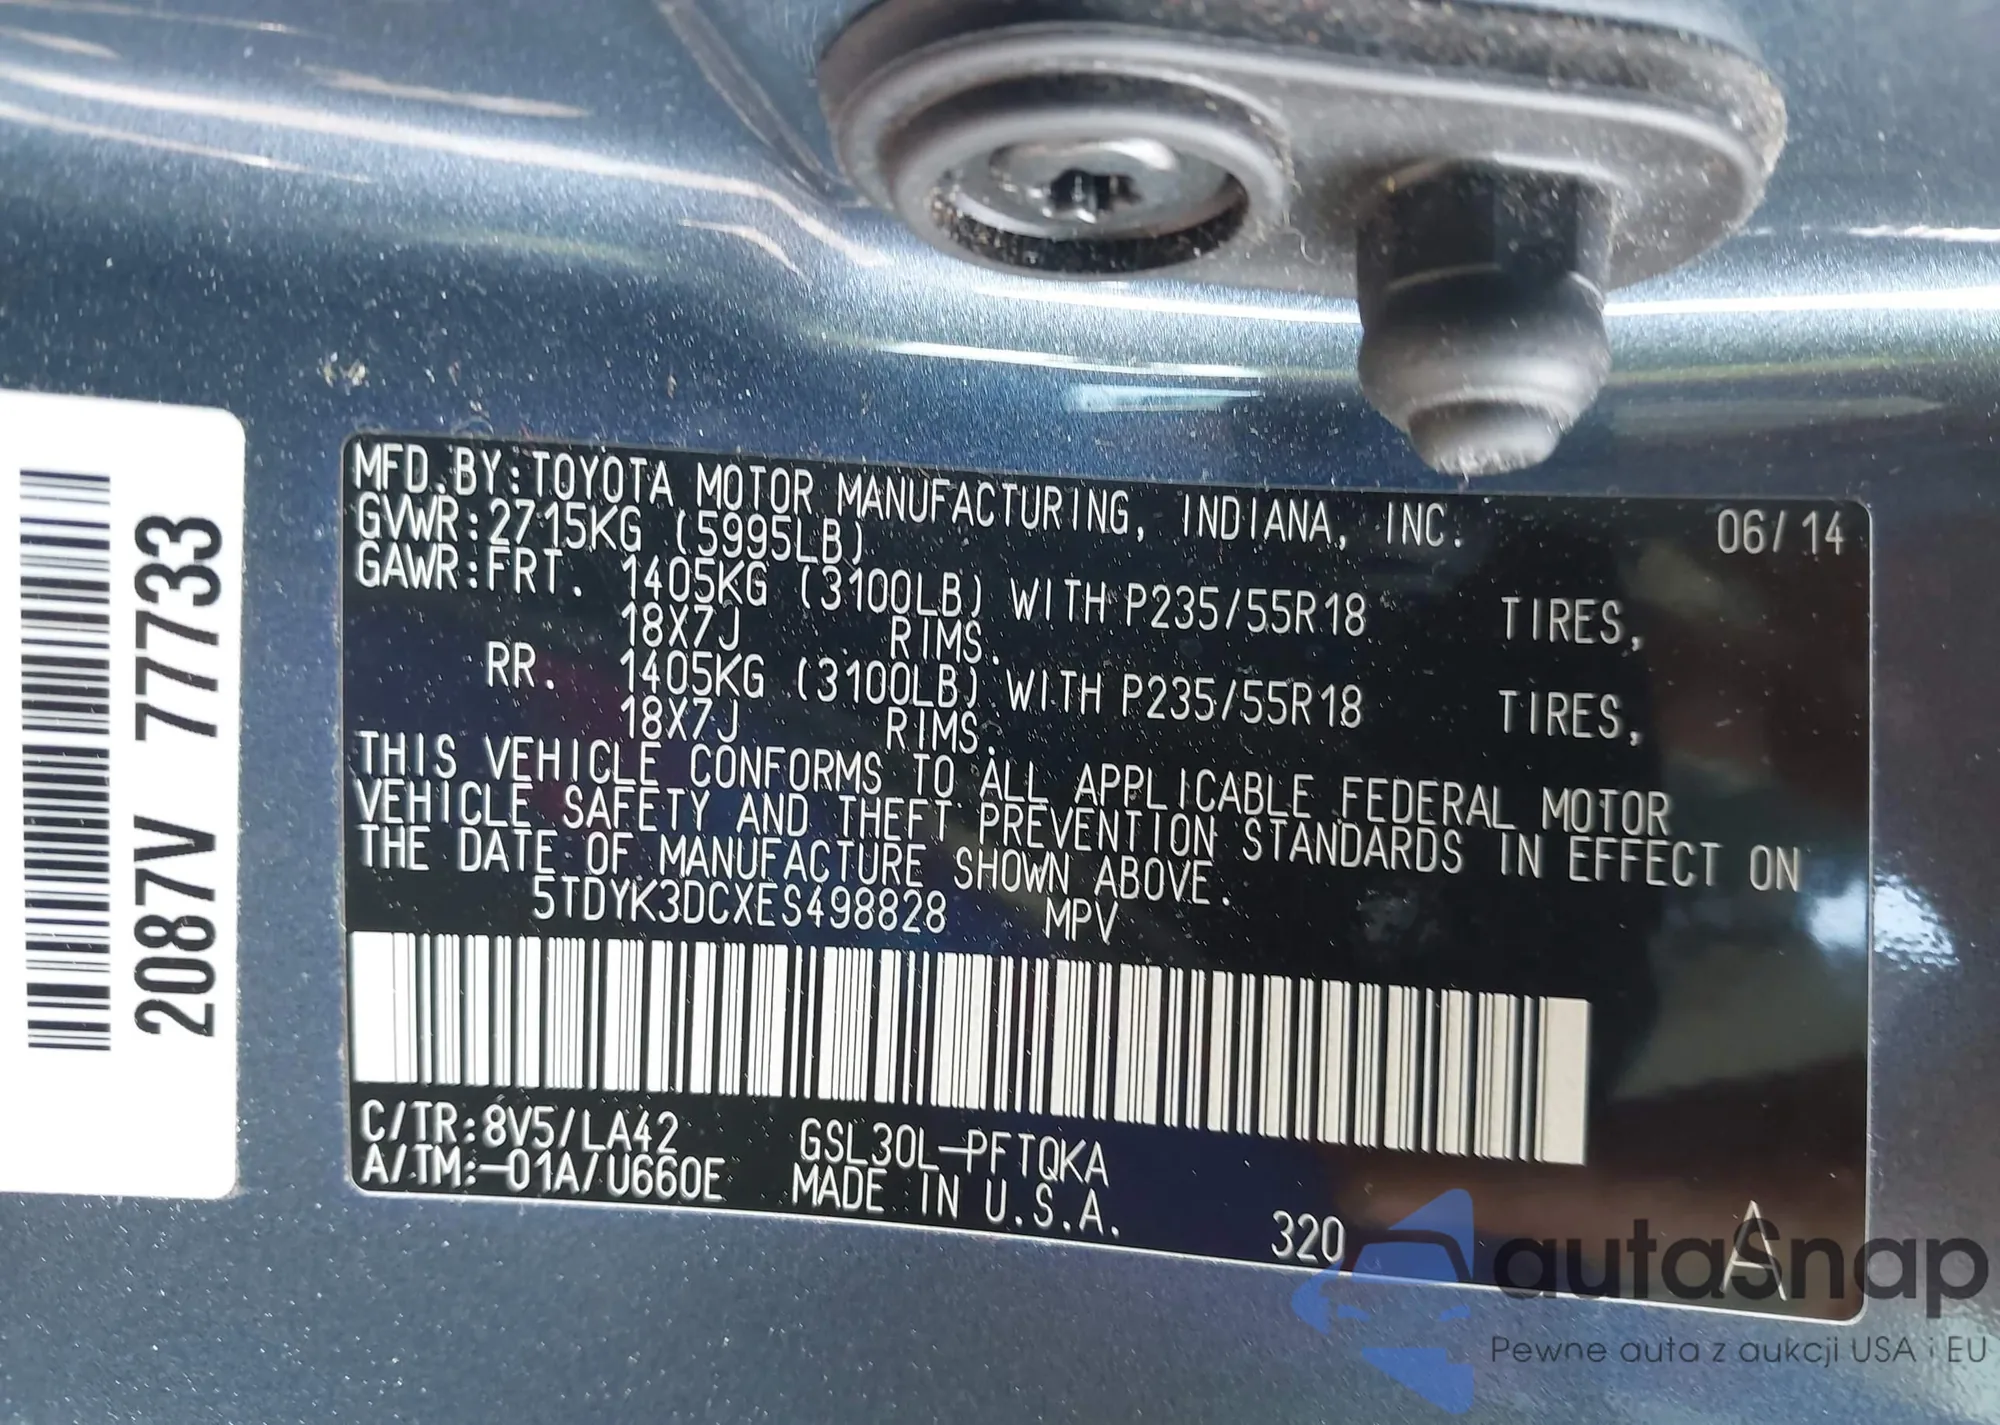 2087V 77733
MFD.BY:TOYOTA MOTOR MANUFACTURING, INDIANA, INC. 06/14
GVWR:2715KG (5995LB)
GAWR:FRT. 1405KG (3100LB) WITH P235/55R18 TIRES,
18X7J RIMS.
RR. 1405KG (3100LB) WITH P235/55R18 TIRES,
18X7J RIMS.
THIS VEHICLE CONFORMS TO ALL APPLICABLE FEDERAL MOTOR
VEHICLE SAFETY AND THEFT PREVENTION STANDARDS IN EFFECT ON
THE DATE OF MANUFACTURE SHOWN ABOVE.
5TDYK3DCXES498828 MPV
C/TR:8V5/LA42 GSL30L-PFTQKA
A/TM:-01A/U660E MADE IN U.S.A.
320 A
autaSnap
Pewne auta z aukcji USA i EU